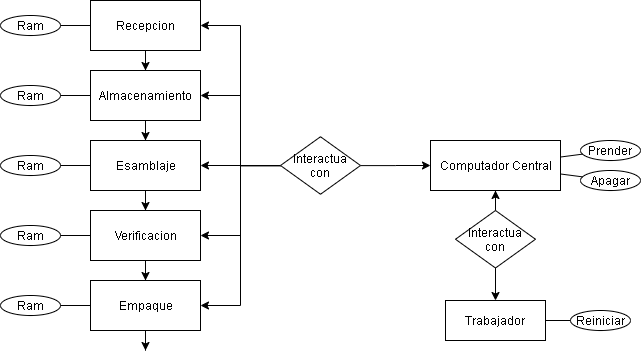 Ram
Recepcion
Ram
Almacenamiento
Interactua
con
Prender
Ram
Esamblaje
Computador Central
Apagar
Ram
Verificacion
Interactua
con
Ram
Empaque
Trabajador
Reiniciar